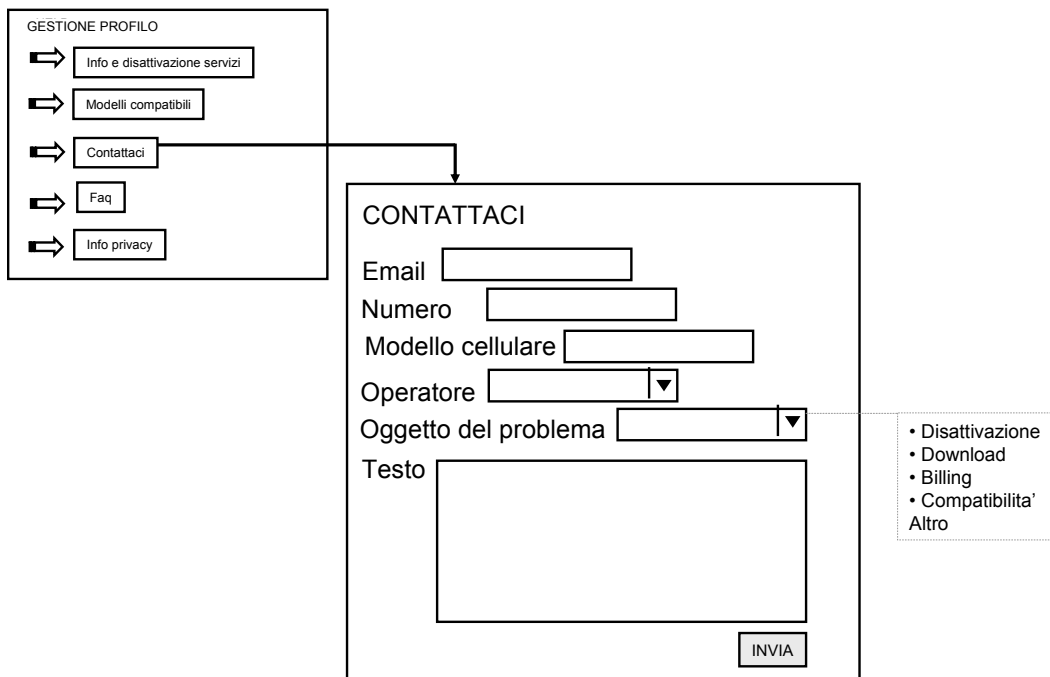 GESTIONE PROFILO
Info e disattivazione servizi
Modelli compatibili
Contattaci
Faq
Info privacy
CONTATTACI
Email
Numero
Modello cellulare
Operatore
Oggetto del problema
Testo
INVIA
• Disattivazione
• Download
• Billing
• Compatibilita’
Altro